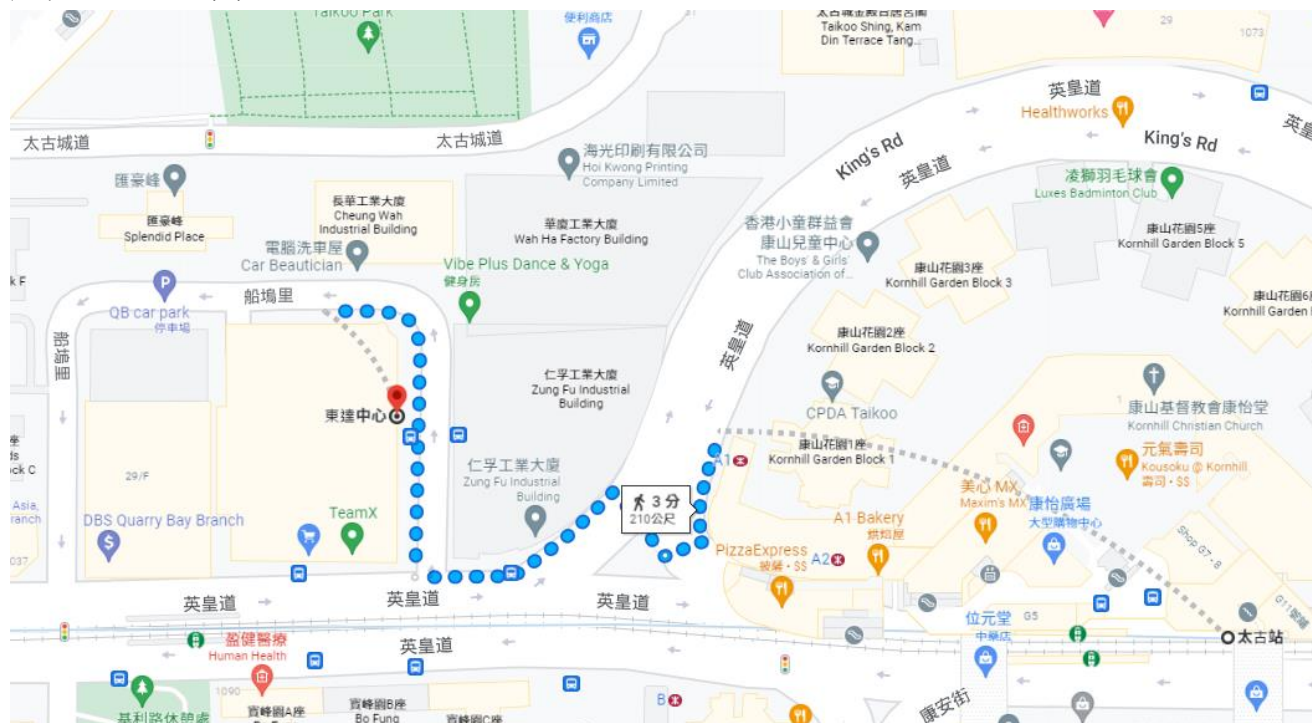 Taikoo Park
便利商店
Taikoo Shing, Kam
Din Terrace Tang...
29
1073
英皇道
Healthworks
King's Rd
太古城道
太古城道
King's Rd
英皇道
海光印刷有限公司
Hoi Kwong Printing
Company Limited
凌獅羽毛球會
Luxes Badminton Club
匯豪峰
匯豪峰
Splendid Place
長華工業大廈
Cheung Wah
Industrial Building
華廈工業大廈
Wah Ha Factory Building
香港小童群益會
康山兒童中心
The Boys' & Girls'
Club Association of...
康山花園5座
Kornhill Garden Block 5
電腦洗車屋
Car Beautician
Vibe Plus Dance & Yoga
健身房
康山花園3座
Kornhill Garden Block 3
QB car park
停車場
船塢里
船塢里
康山花園2座
Kornhill Garden Block 2
英皇道
仁孚工業大廈
Zung Fu Industrial
Building
CPDA Taikoo
1
康山基督教會康怡堂
Kornhill Christian Church
東達中心
康山花園1座
Kornhill Garden Block 1
A1
元氣壽司
Kousoku @ Kornhill
壽司・$$
仁孚工業大廈
Zung Fu Industrial
Building
29/F
3 分
210公尺
美心 MX
Maxim's MX
康怡廣場
大型購物中心
DBS Quarry Bay Branch
TeamX
A1 Bakery
烘焙屋
Shop G7 - 8
PizzaExpress
披薩・$$
A2
英皇道
英皇道
英皇道
位元堂
中藥店
G5
太古站
盈健醫療
Human Health
英皇道
1090
基利路休憩處
寶峰園A座
寶峰園B座
Bo Fung
寶峰園C座
B
康安街